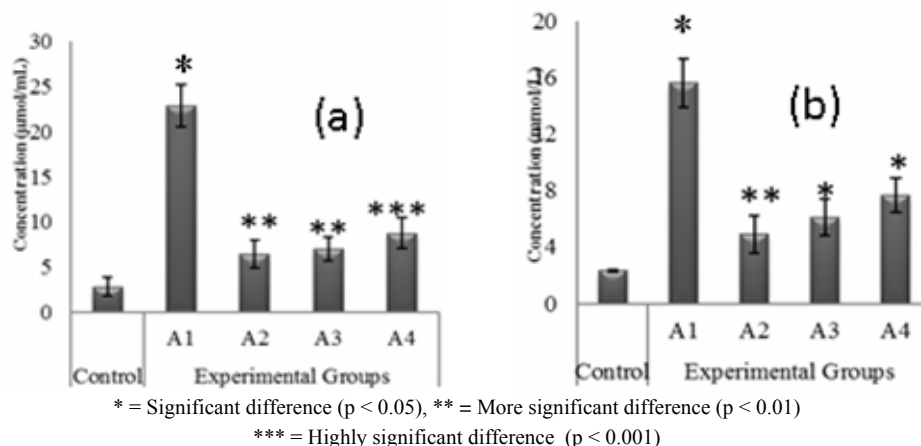 30
25
20
15
10
5
0
Concentration (µmol/mL)
(a)
*
**
**
***
A1 A2 A3 A4
Control Experimental Groups
20
16
12
8
4
0
Concentration (mmol/L)
(b)
*
**
*
*
A1 A2 A3 A4
Control Experimental Groups
* = Significant difference (p < 0.05), ** = More significant difference (p < 0.01)
*** = Highly significant difference (p < 0.001)